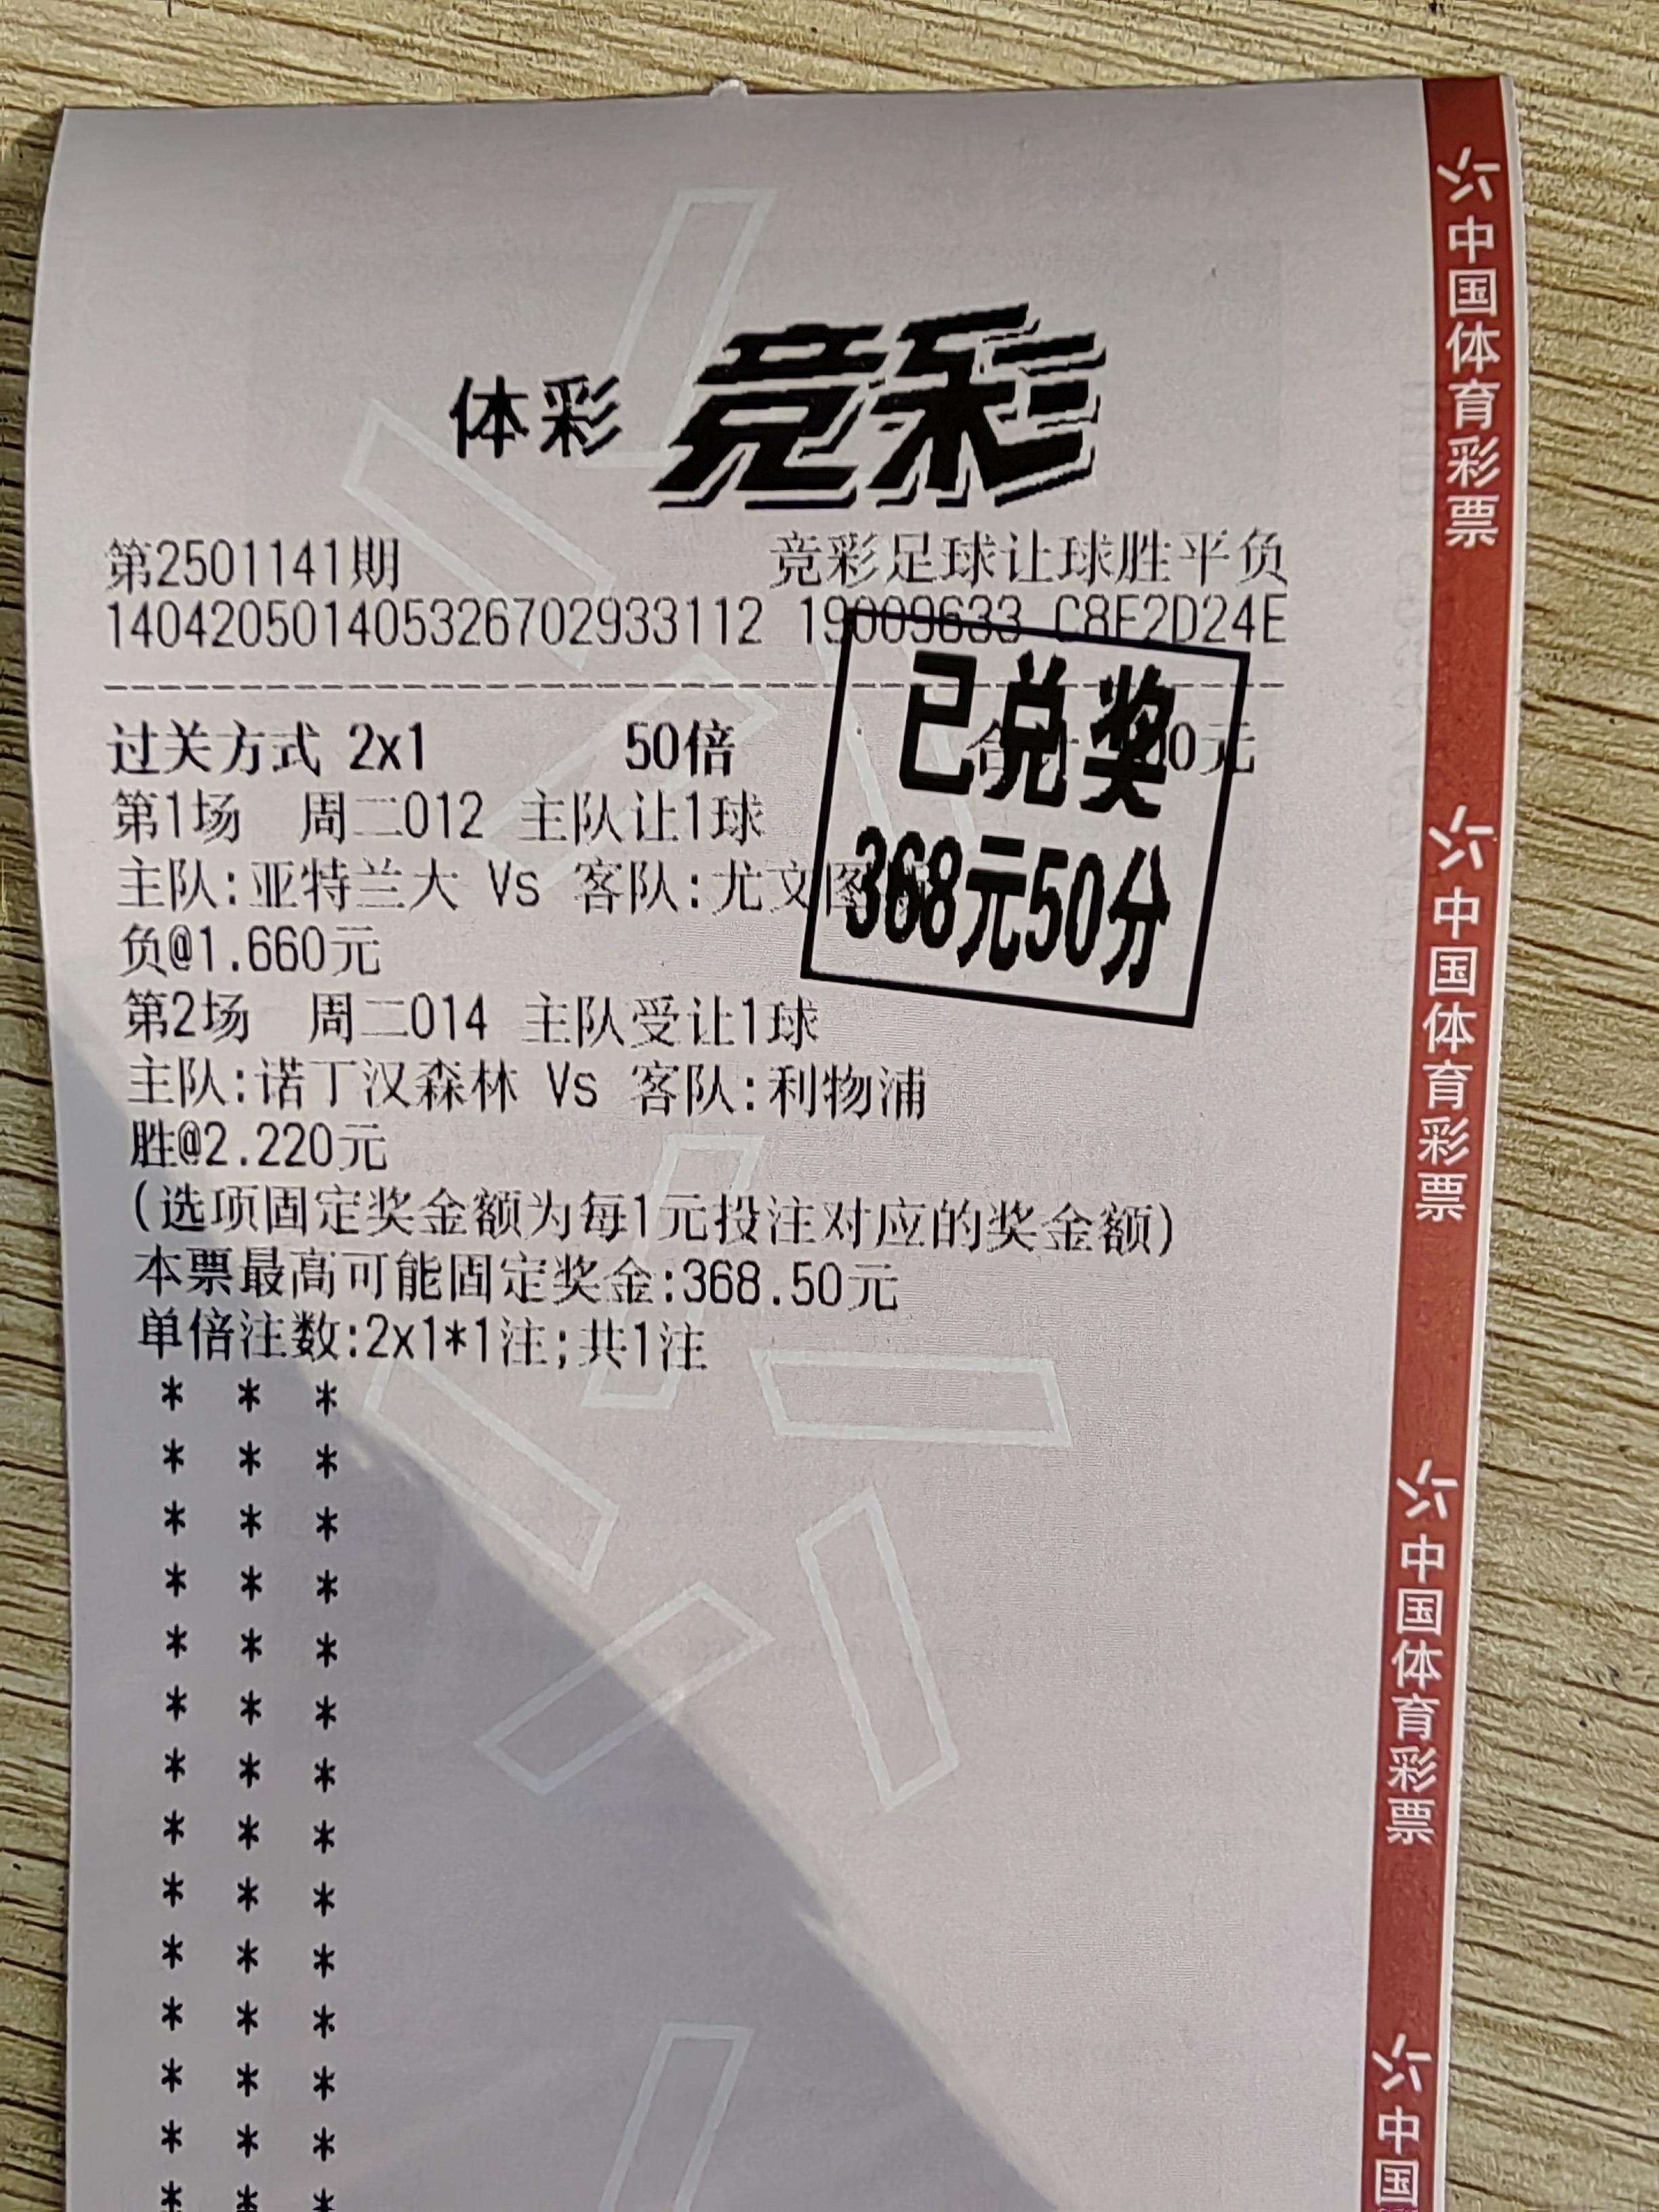 体彩 竞彩
第2501141期 竞彩足球让球胜平负
140420501405326702933112 19009633 C8E2D24E
过关方式 2x1 50倍 0元
已兑奖
368元50分
第1场 周二012 主队让1球
主队:亚特兰大 Vs 客队:尤文图
负@1.660元
第2场 周二014 主队受让1球
主队:诺丁汉森林 Vs 客队:利物浦
胜@2.220元
(选项固定奖金额为每1元投注对应的奖金额)
本票最高可能固定奖金:368.50元
单倍注数:2x1*1注;共1注
* * *
* * *
* * *
* * *
* * *
* * *
* * *
* * *
* * *
* * *
* * *
* * *
* * *
* * *
中国体育彩票
中国体育彩票
中国体育彩票
中国